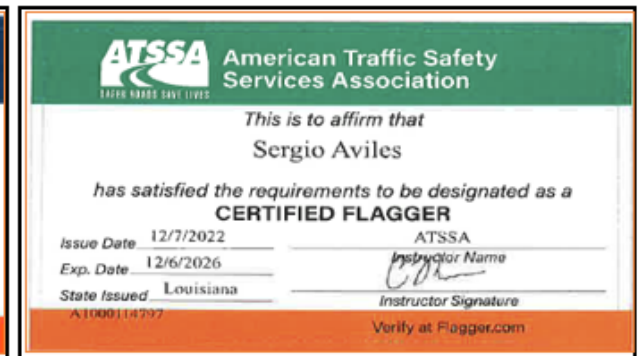 ATSSA
SAFER ROADS SAVE LIVES
American Traffic Safety
Services Association
This is to affirm that
Sergio Aviles
has satisfied the requirements to be designated as a
CERTIFIED FLAGGER
Issue Date 12/7/2022
ATSSA
Instructor Name
Exp. Date 12/6/2026
State Issued Louisiana
Instructor Signature
A1000114797
Verify at Flagger.com